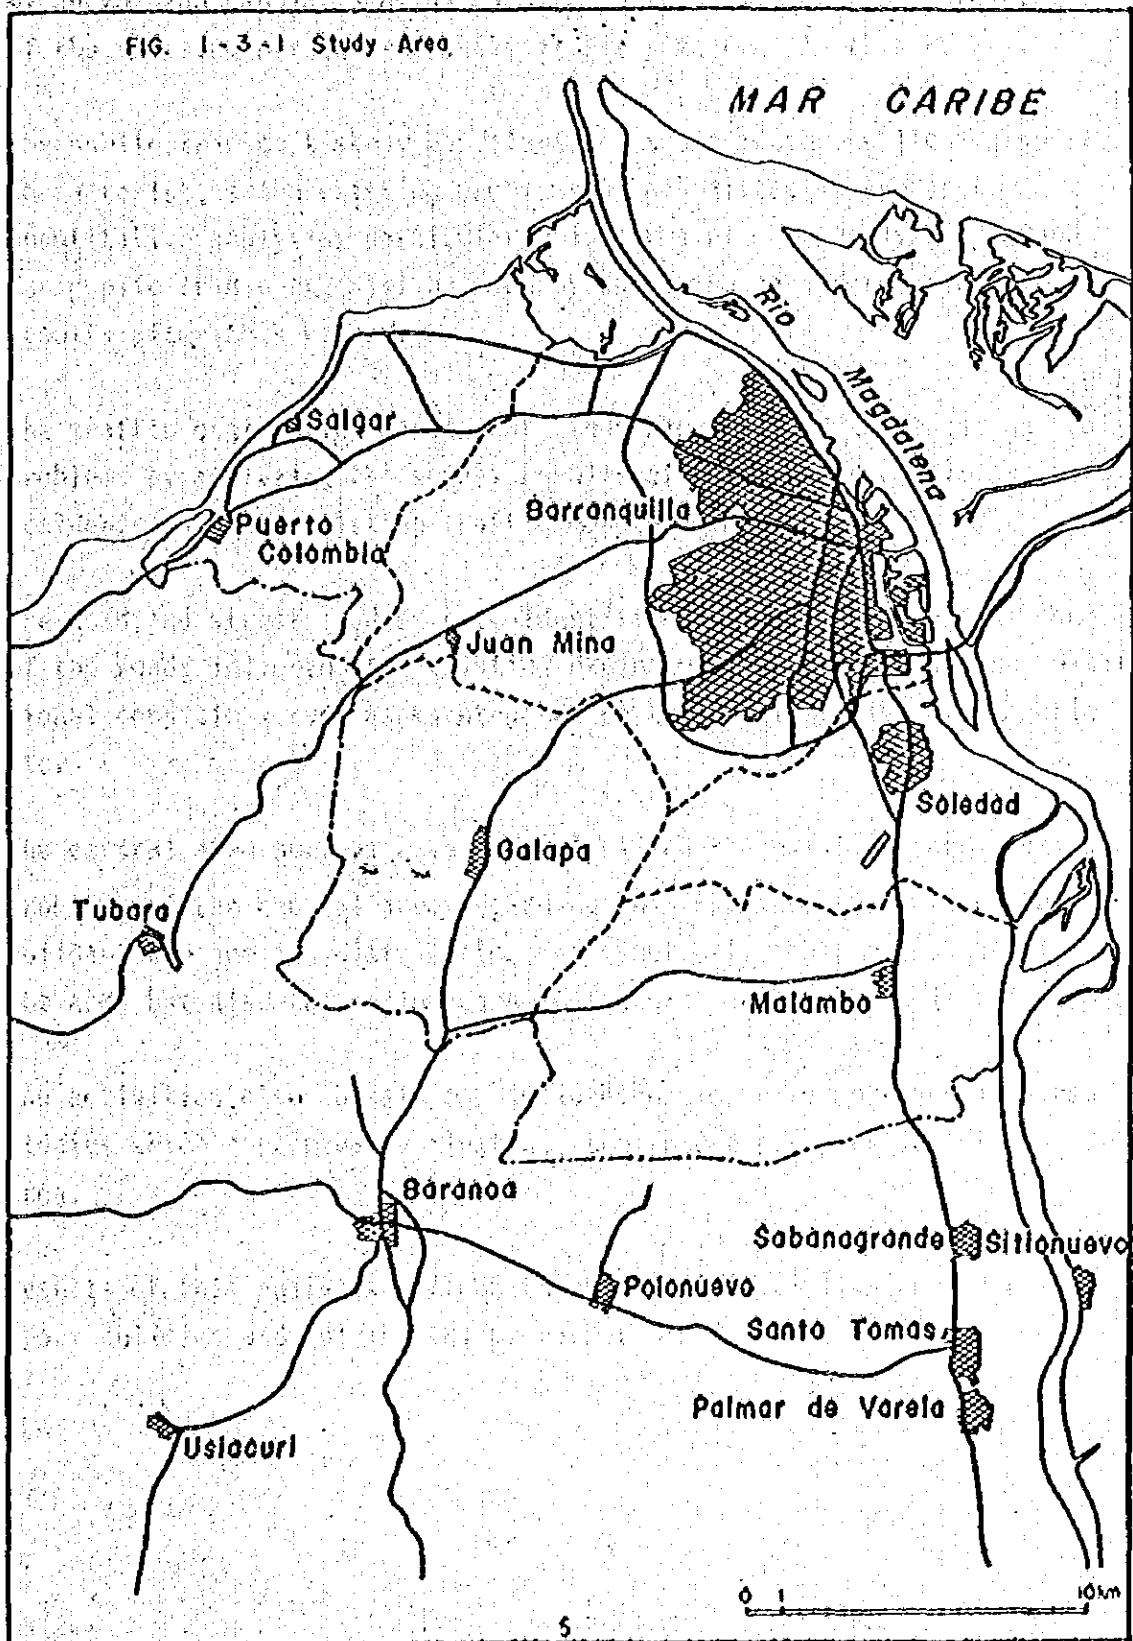 FIG. 1-3-1 Study Area
MAR CARIBE
Rio
Magdalena
Salgar
Puerto
Colombia
Barranquilla
Juan Mina
Soledad
Galapa
Tubara
Malambo
Baranoa
Sabanagrande
Sitionuevo
Polonuevo
Santo Tomas
Palmar de Varela
Usiacuri
0 1 10km
5